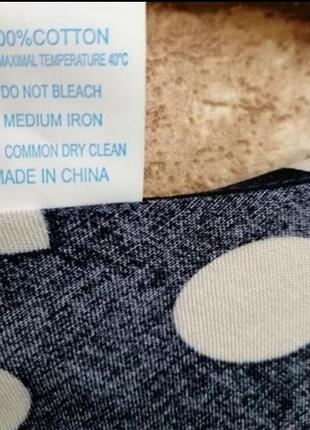 00%COTTON
MAXIMAL TEMPERATURE 40°C
DO NOT BLEACH
MEDIUM IRON
COMMON DRY CLEAN
MADE IN CHINA